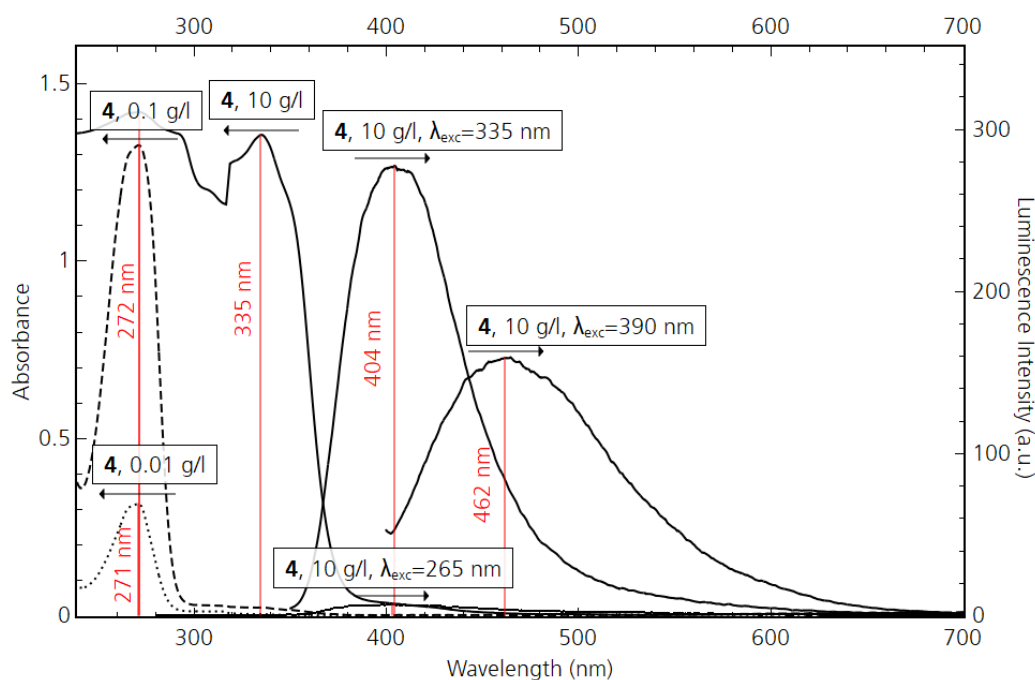 300 400 500 600 700
1.5
1
0.5
0
Absorbance
300
200
100
0
Luminescence Intensity (a.u.)
4, 0.1 g/l
4, 10 g/l
4, 10 g/l, λexc=335 nm
4, 10 g/l, λexc=390 nm
4, 0.01 g/l
4, 10 g/l, λexc=265 nm
272 nm
335 nm
404 nm
462 nm
271 nm
300 400 500 600 700
Wavelength (nm)